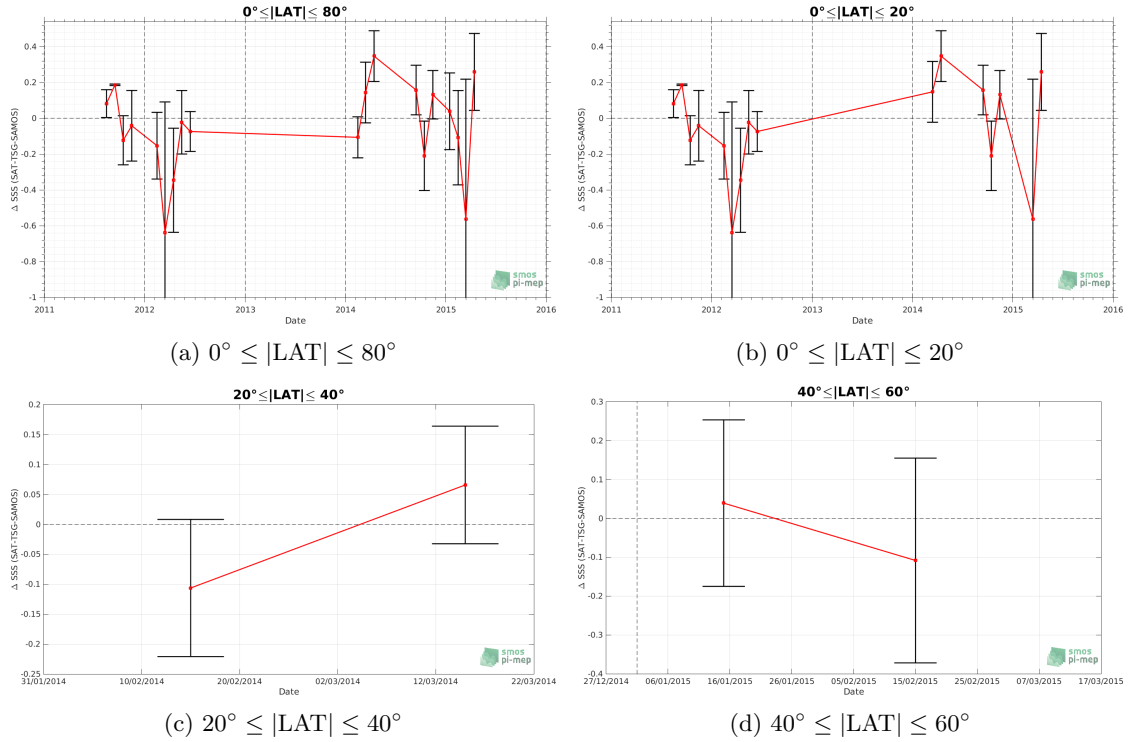 0°≤|LAT|≤ 80°
Δ SSS (SAT-TSG-SAMOS)
0.4
0.2
0
-0.2
-0.4
-0.6
-0.8
-1
2011 2012 2013 2014 2015 2016
Date
smos
pi-mep
(a) 0° ≤ |LAT| ≤ 80°
0°≤|LAT|≤ 20°
Δ SSS (SAT-TSG-SAMOS)
0.4
0.2
0
-0.2
-0.4
-0.6
-0.8
-1
2011 2012 2013 2014 2015 2016
Date
smos
pi-mep
(b) 0° ≤ |LAT| ≤ 20°
20°≤|LAT|≤ 40°
Δ SSS (SAT-TSG-SAMOS)
0.2
0.15
0.1
0.05
0
-0.05
-0.1
-0.15
-0.2
-0.25
31/01/2014 10/02/2014 20/02/2014 02/03/2014 12/03/2014 22/03/2014
Date
smos
pi-mep
(c) 20° ≤ |LAT| ≤ 40°
40°≤|LAT|≤ 60°
Δ SSS (SAT-TSG-SAMOS)
0.3
0.2
0.1
0
-0.1
-0.2
-0.3
-0.4
27/12/2014 06/01/2015 16/01/2015 26/01/2015 05/02/2015 15/02/2015 25/02/2015 07/03/2015 17/03/2015
Date
smos
pi-mep
(d) 40° ≤ |LAT| ≤ 60°